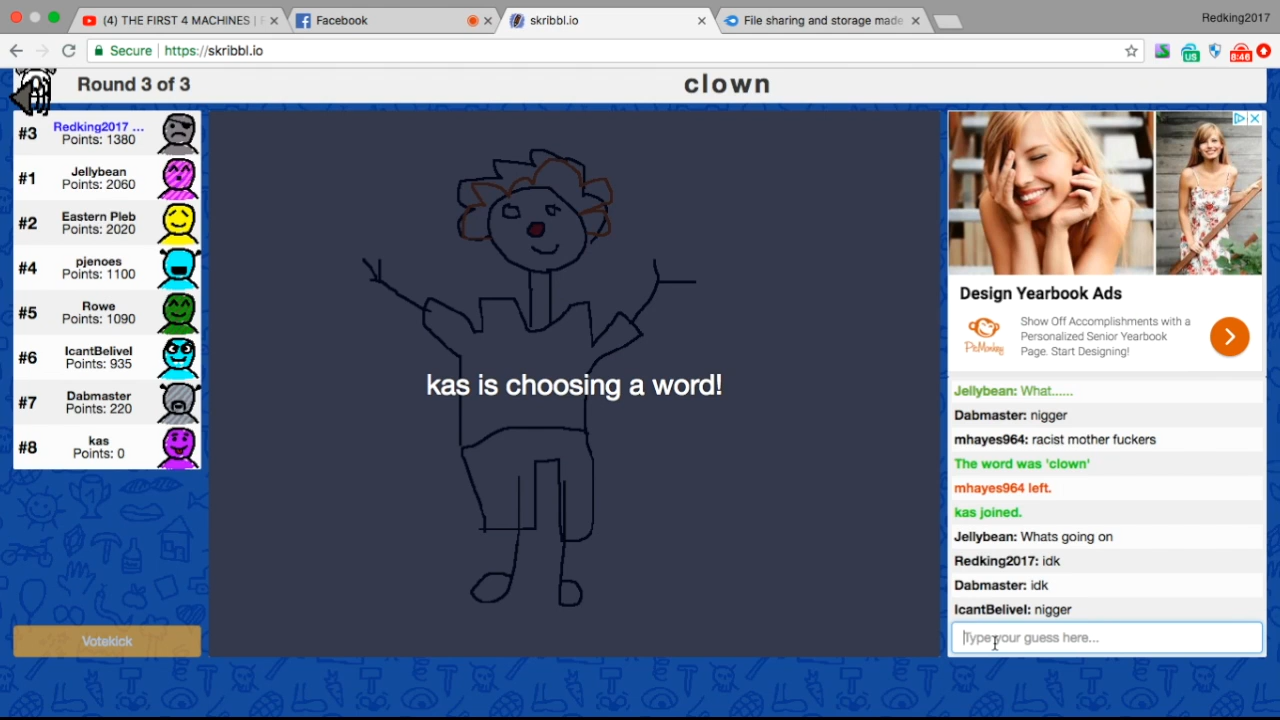 (4) THE FIRST 4 MACHINES | F
Facebook
skribbl.io
File sharing and storage made
Redking2017
Secure
https://skribbl.io
US
8:46
Round 3 of 3
clown
#3
Redking2017 ...
Points: 1380
#1
Jellybean
Points: 2060
#2
Eastern Pleb
Points: 2020
#4
pjenoes
Points: 1100
#5
Rowe
Points: 1090
#6
IcantBelivel
Points: 935
#7
Dabmaster
Points: 220
#8
kas
Points: 0
Votekick
kas is choosing a word!
Design Yearbook Ads
PicMonkey
Show Off Accomplishments with a
Personalized Senior Yearbook
Page. Start Designing!
Jellybean: What......
Dabmaster: nigger
mhayes964: racist mother fuckers
The word was 'clown'
mhayes964 left.
kas joined.
Jellybean: Whats going on
Redking2017: idk
Dabmaster: idk
IcantBelivel: nigger
Type your guess here...